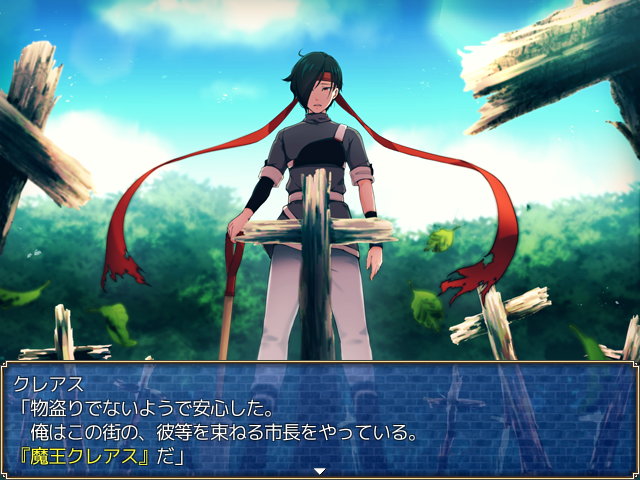 クレアス
「物盗りでないようで安心した。
俺はこの街の、彼等を束ねる市長をやっている。
『魔王クレアス』だ」